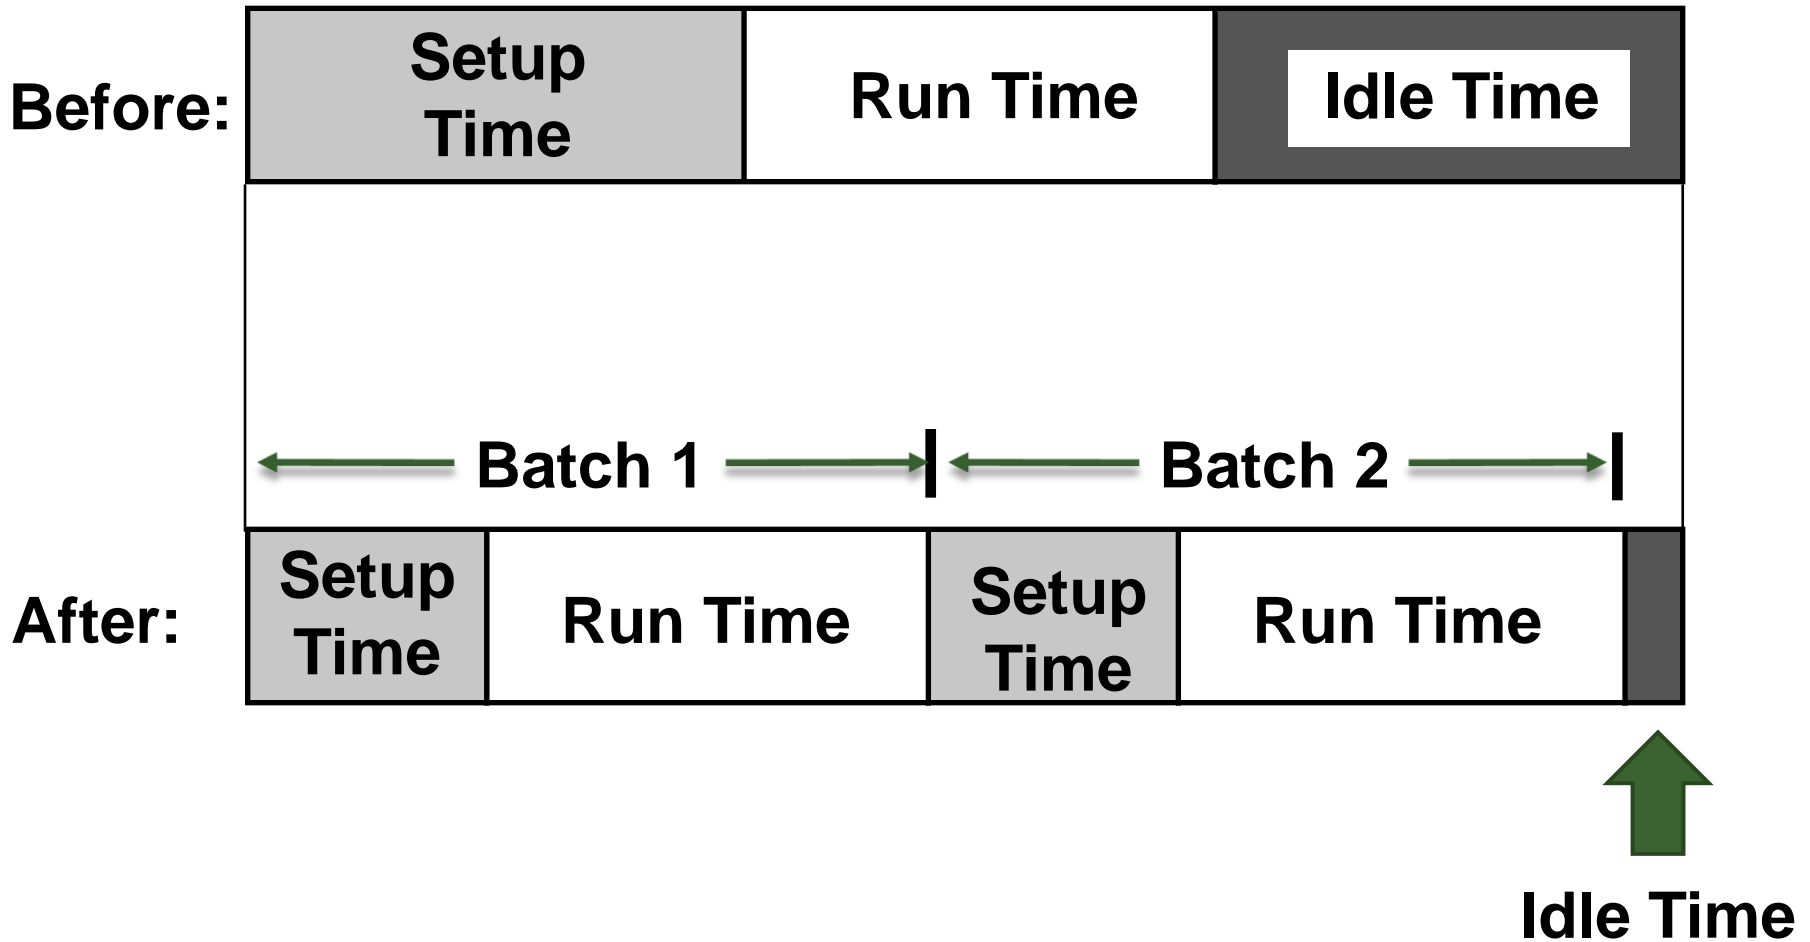 Before:
Setup
Time
Run Time
Idle Time
Batch 1
Batch 2
After:
Setup
Time
Run Time
Setup
Time
Run Time
Idle Time